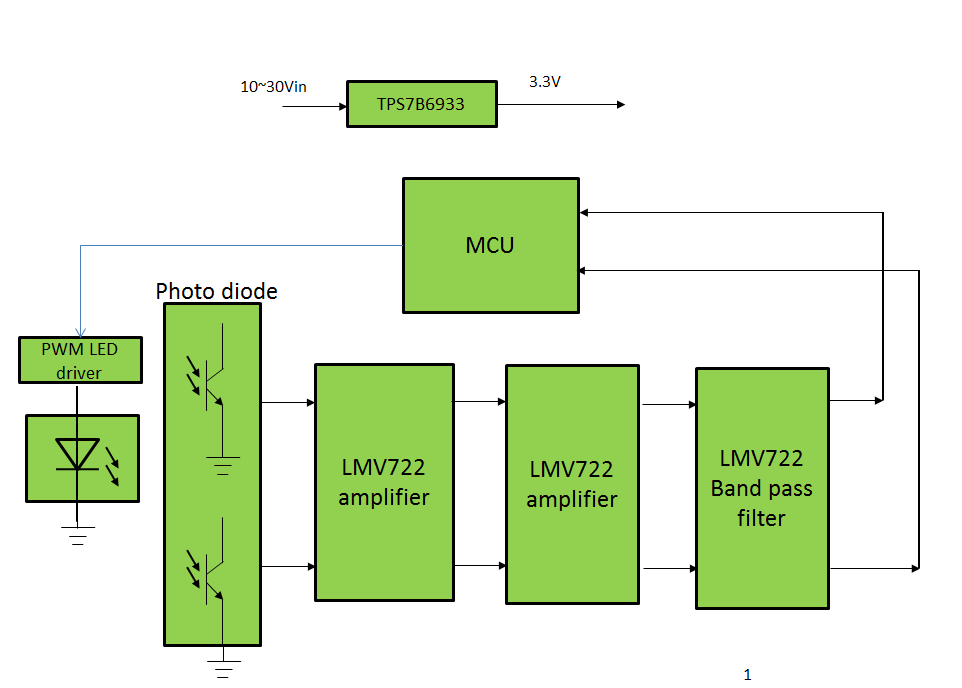 10~30Vin
3.3V
TPS7B6933
MCU
Photo diode
PWM LED
driver
LMV722
amplifier
LMV722
amplifier
LMV722
Band pass
filter
1